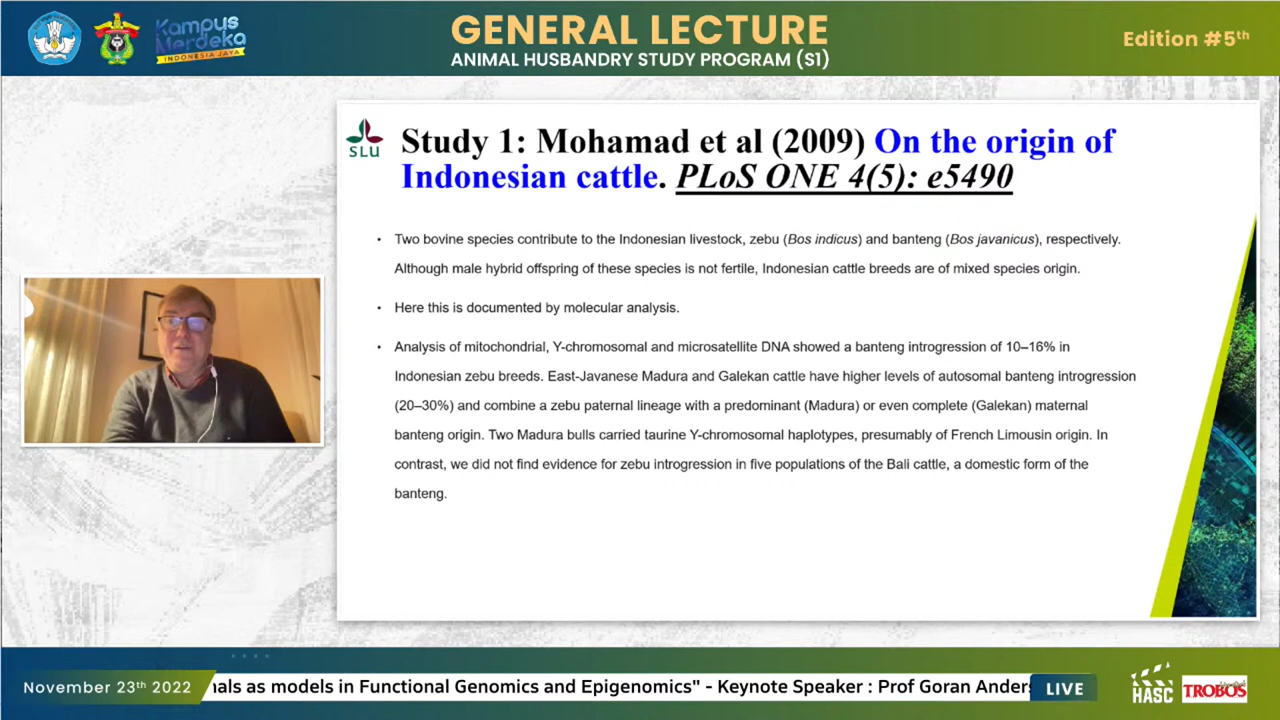 Kampus
Merdeka
INDONESIA JAYA
GENERAL LECTURE
ANIMAL HUSBANDRY STUDY PROGRAM (S1)
Edition #5th
SLU
Study 1: Mohamad et al (2009) On the origin of
Indonesian cattle. PLoS ONE 4(5): e5490
• Two bovine species contribute to the Indonesian livestock, zebu (Bos indicus) and banteng (Bos javanicus), respectively.
Although male hybrid offspring of these species is not fertile, Indonesian cattle breeds are of mixed species origin.
• Here this is documented by molecular analysis.
• Analysis of mitochondrial, Y-chromosomal and microsatellite DNA showed a banteng introgression of 10–16% in
Indonesian zebu breeds. East-Javanese Madura and Galekan cattle have higher levels of autosomal banteng introgression
(20–30%) and combine a zebu paternal lineage with a predominant (Madura) or even complete (Galekan) maternal
banteng origin. Two Madura bulls carried taurine Y-chromosomal haplotypes, presumably of French Limousin origin. In
contrast, we did not find evidence for zebu introgression in five populations of the Bali cattle, a domestic form of the
banteng.
November 23th 2022
nals as models in Functional Genomics and Epigenomics" - Keynote Speaker : Prof Goran Anders
LIVE
HASC
TROBOS